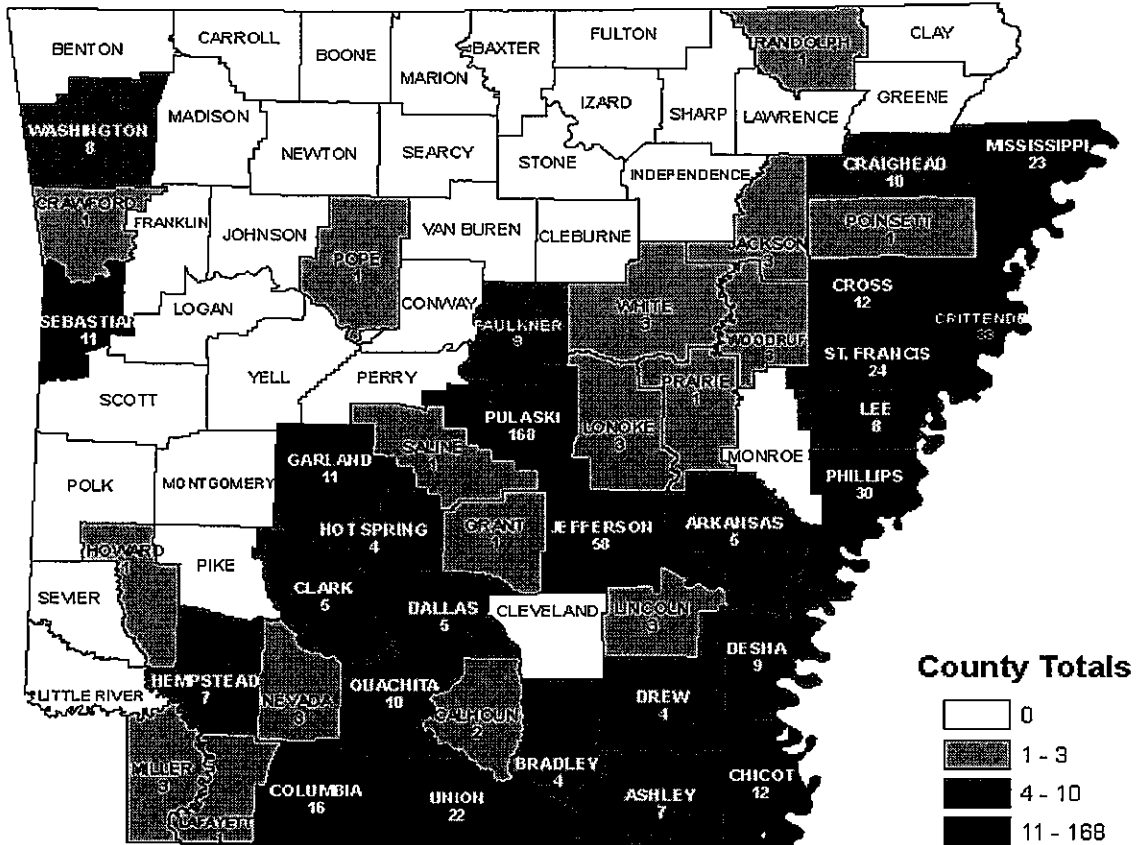 BENTON
CARROLL
BOONE
MARION
BAXTER
FULTON
RANDOLPH
1
CLAY
IZARD
SHARP
LAWRENCE
GREENE
WASHINGTON
8
MADISON
NEWTON
SEARCY
STONE
INDEPENDENCE
CRAIGHEAD
10
MISSISSIPPI
23
CRAWFORD
1
FRANKLIN
JOHNSON
POPE
1
VAN BUREN
CLEBURNE
JACKSON
3
POINSETT
1
LOGAN
CONWAY
SEBASTIAN
11
FAULKNER
9
WHITE
3
WOODRUF
3
CROSS
12
CRITTENDE
33
ST. FRANCIS
24
SCOTT
YELL
PERRY
PULASKI
168
LONOKE
3
PRAIRIE
1
LEE
8
MONROE
PHILLIPS
30
SALINE
1
GARLAND
11
POLK
MONTGOMERY
HOT SPRING
4
GRANT
1
JEFFERSON
58
ARKANSAS
5
HOWARD
1
PIKE
CLARK
5
DALLAS
5
CLEVELAND
LINCOLN
3
DESHA
9
SEVIER
LITTLE RIVER
HEMPSTEAD
7
NEVADA
3
OUACHITA
10
CALHOUN
2
DREW
4
BRADLEY
4
CHICOT
12
MILLER
3
LAFAYETT
COLUMBIA
16
UNION
22
ASHLEY
7
County Totals
0
1 - 3
4 - 10
11 - 168